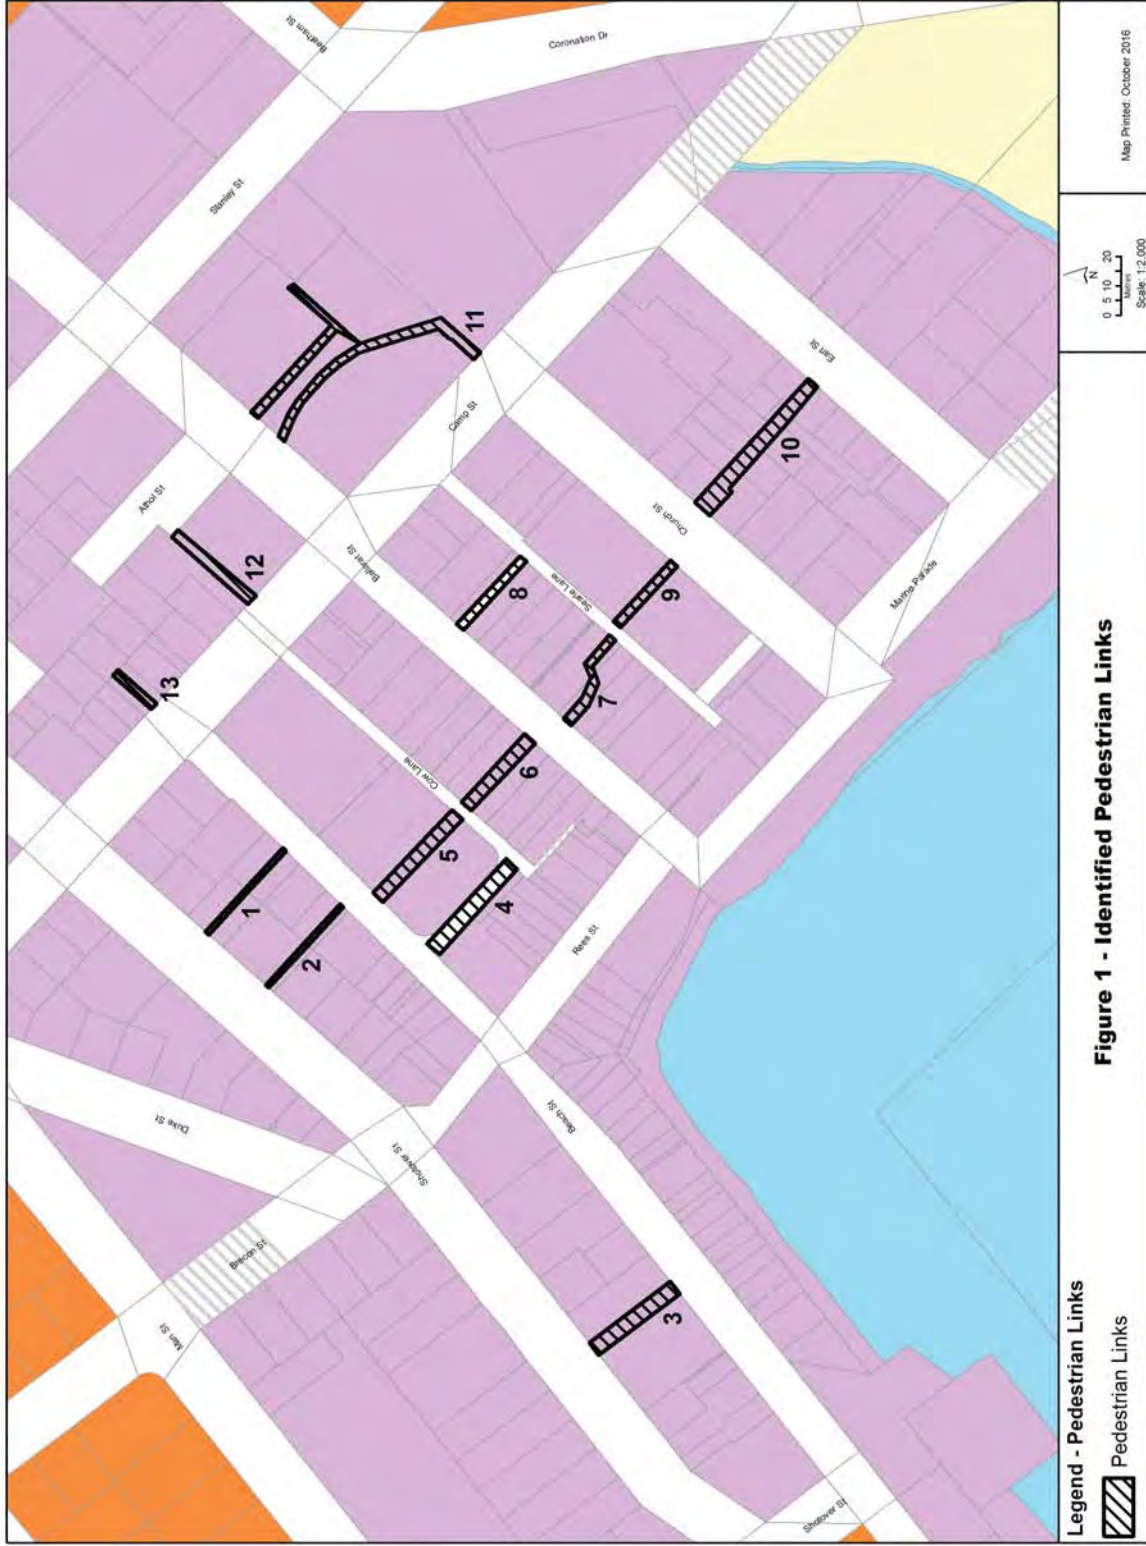 Beetham St
Man St
Duke St
13
Athol St
Stanley St
Brecon St
1
12
2
Ballarat St
Shotover St
Cow Lane
5
Camp St
11
4
8
6
Beach St
Searle Lane
Coronation Dr
Rees St
7
3
9
Church St
10
Earl St
Shotover St
Marine Parade
Legend - Pedestrian Links
Pedestrian Links
Figure 1 - Identified Pedestrian Links
N
0 5 10 20
Metres
Scale: 1:2,000
Map Printed: October 2016